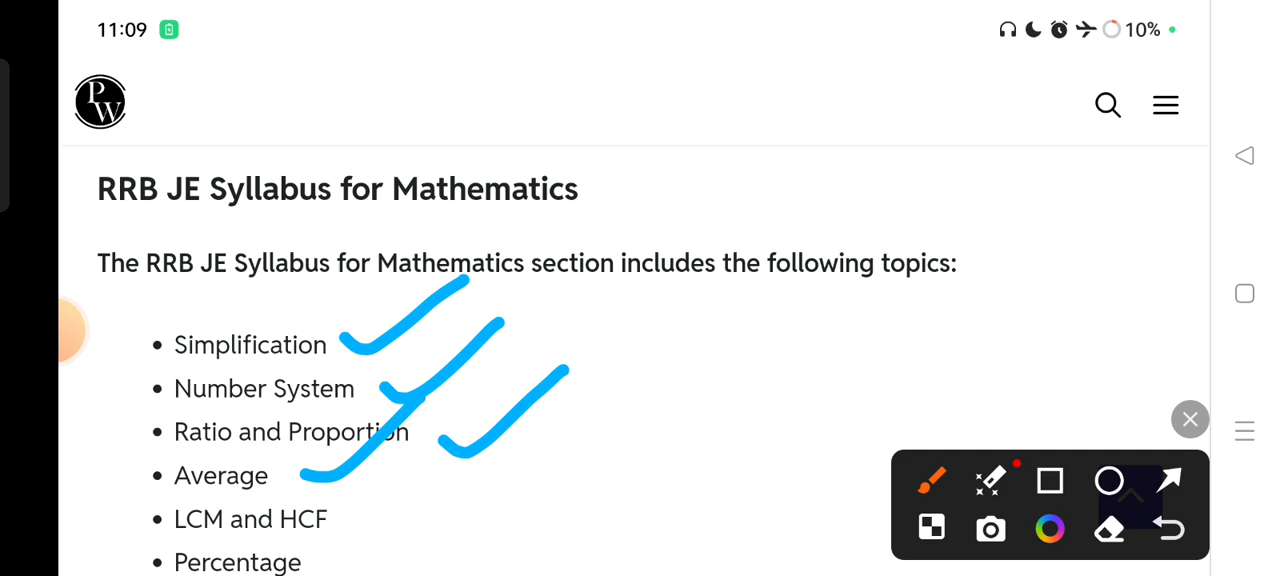 11:09
10%
PW
RRB JE Syllabus for Mathematics
The RRB JE Syllabus for Mathematics section includes the following topics:
• Simplification
• Number System
• Ratio and Proportion
• Average
• LCM and HCF
• Percentage